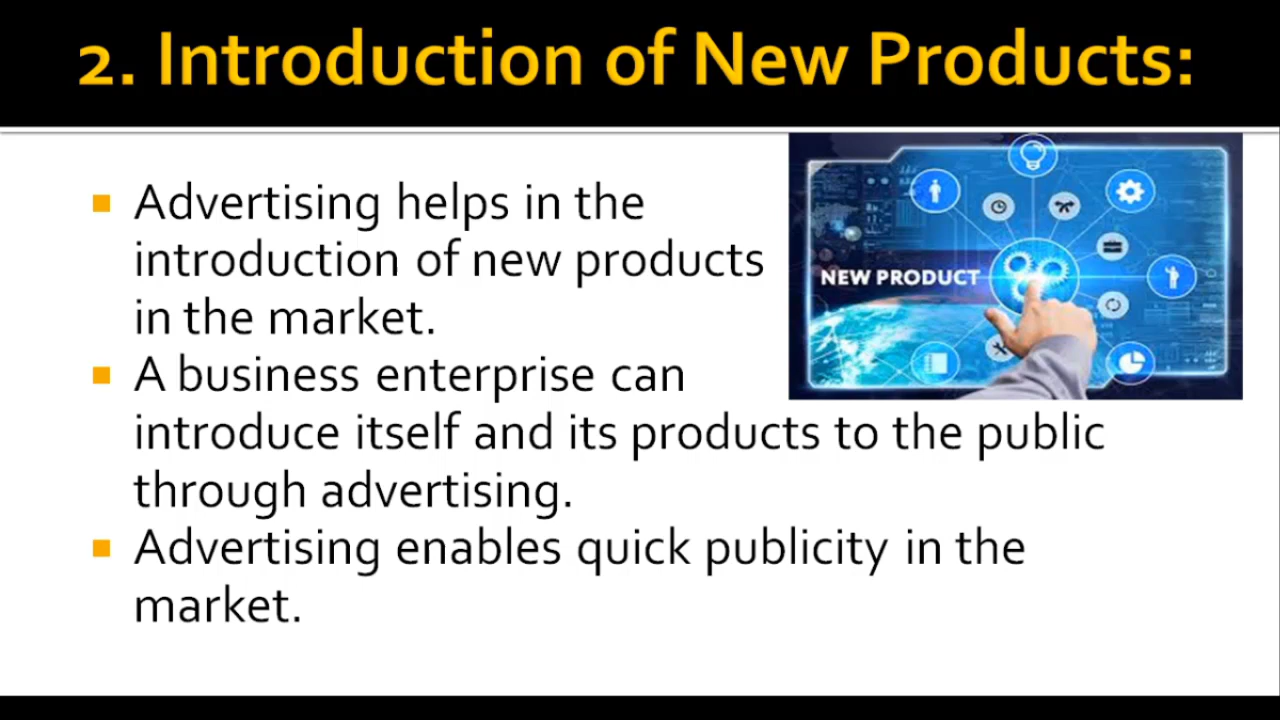 2. Introduction of New Products:
Advertising helps in the
introduction of new products
in the market.
NEW PRODUCT
A business enterprise can
introduce itself and its products to the public
through advertising.
Advertising enables quick publicity in the
market.